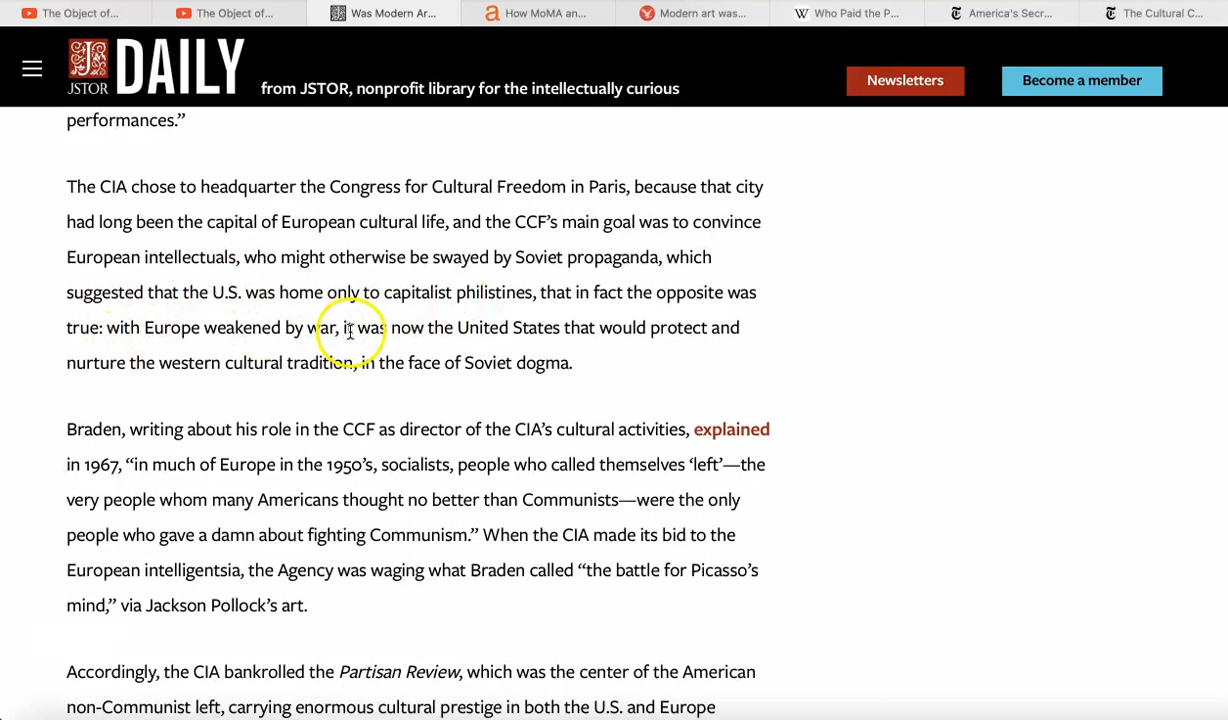 The Object of...
The Object of...
Was Modern Ar...
How MoMA an...
Modern art was...
Who Paid the P...
America's Secr...
The Cultural C...
JSTOR DAILY from JSTOR, nonprofit library for the intellectually curious
Newsletters
Become a member
performances.”
The CIA chose to headquarter the Congress for Cultural Freedom in Paris, because that city
had long been the capital of European cultural life, and the CCF’s main goal was to convince
European intellectuals, who might otherwise be swayed by Soviet propaganda, which
suggested that the U.S. was home only to capitalist philistines, that in fact the opposite was
true: with Europe weakened by war, it was now the United States that would protect and
nurture the western cultural tradition, in the face of Soviet dogma.
Braden, writing about his role in the CCF as director of the CIA’s cultural activities, explained
in 1967, “in much of Europe in the 1950’s, socialists, people who called themselves ‘left’—the
very people whom many Americans thought no better than Communists—were the only
people who gave a damn about fighting Communism.” When the CIA made its bid to the
European intelligentsia, the Agency was waging what Braden called “the battle for Picasso’s
mind,” via Jackson Pollock’s art.
Accordingly, the CIA bankrolled the Partisan Review, which was the center of the American
non-Communist left, carrying enormous cultural prestige in both the U.S. and Europe